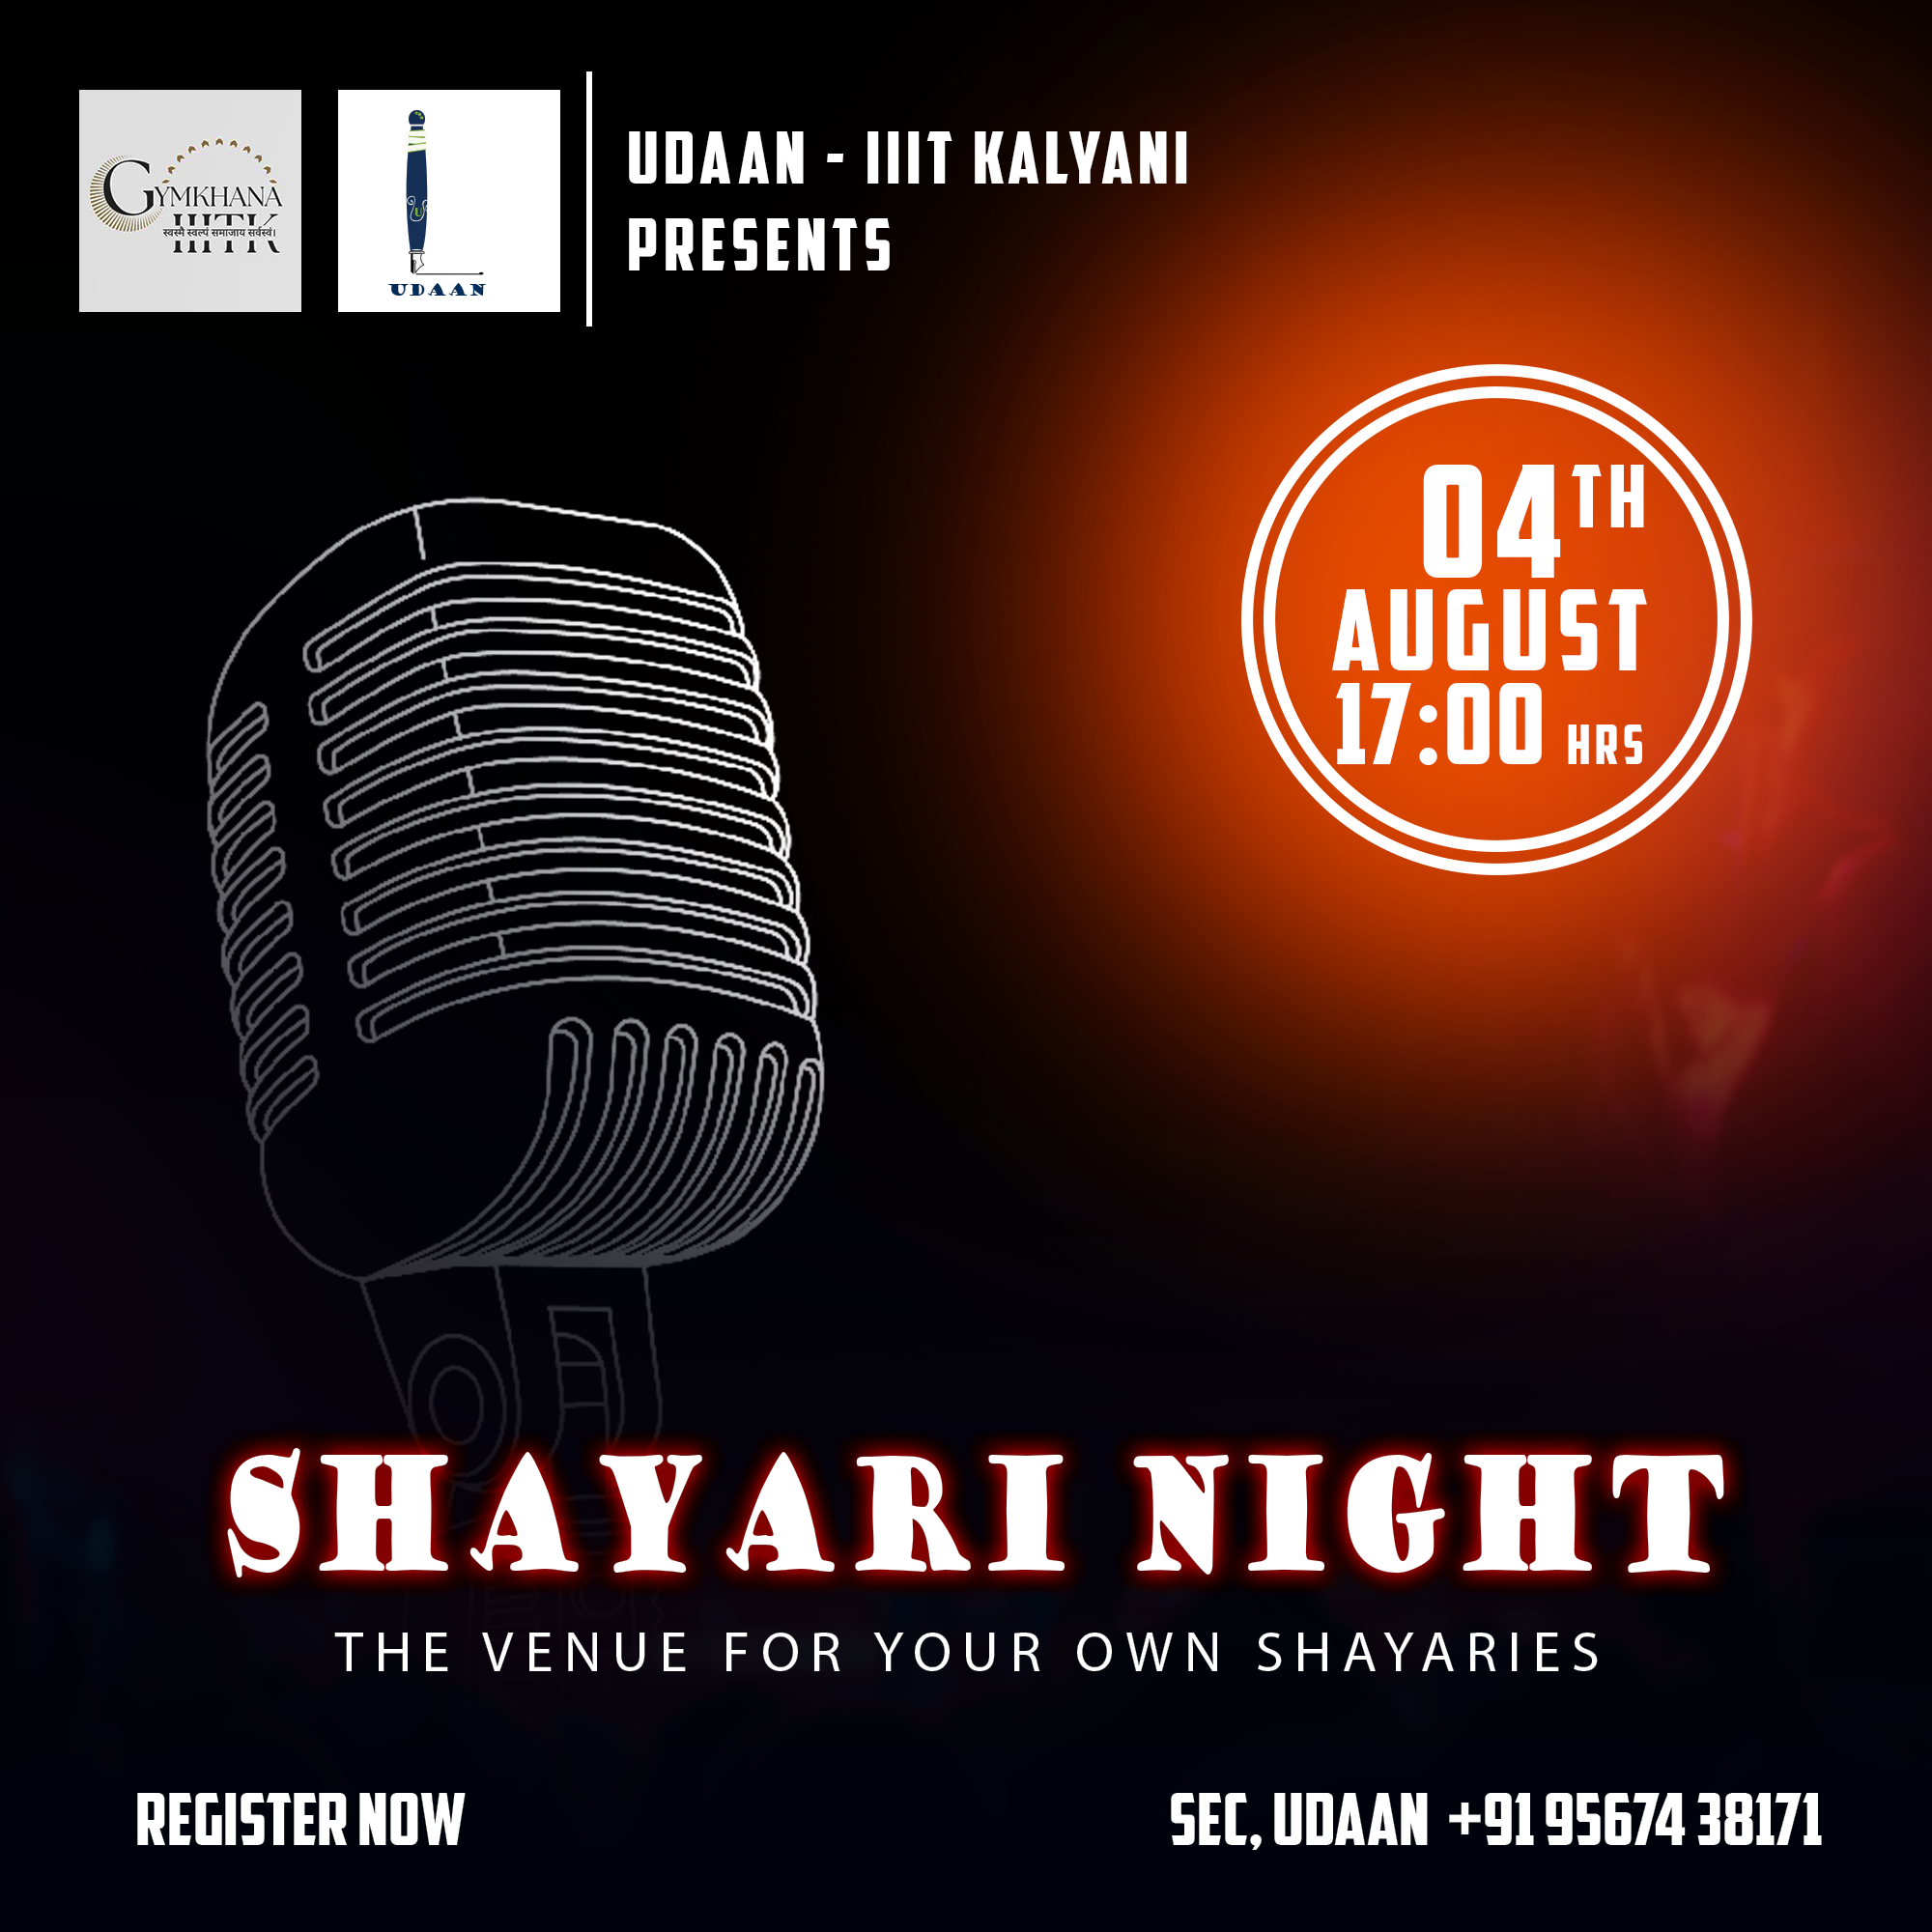 GYMKHANA
IIITK
स्वस्मै स्वल्पं समाजाय सर्वस्वं।
U
UDAAN
UDAAN - IIIT KALYANI
PRESENTS
04TH
AUGUST
17:00 HRS
SHAYARI NIGHT
THE VENUE FOR YOUR OWN SHAYARIES
REGISTER NOW
SEC, UDAAN +91 95674 38171